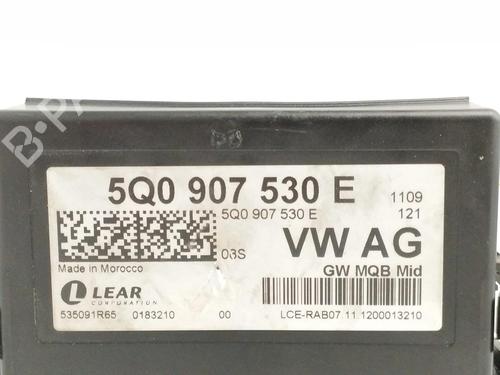 B-PA
5Q0 907 530 E 1109
5Q0 907 530 E 121
03S VW AG
Made in Morocco GW MQB Mid
LEAR
CORPORATION
535091R65 0183210 00 LCE-RAB07.11.1200013210